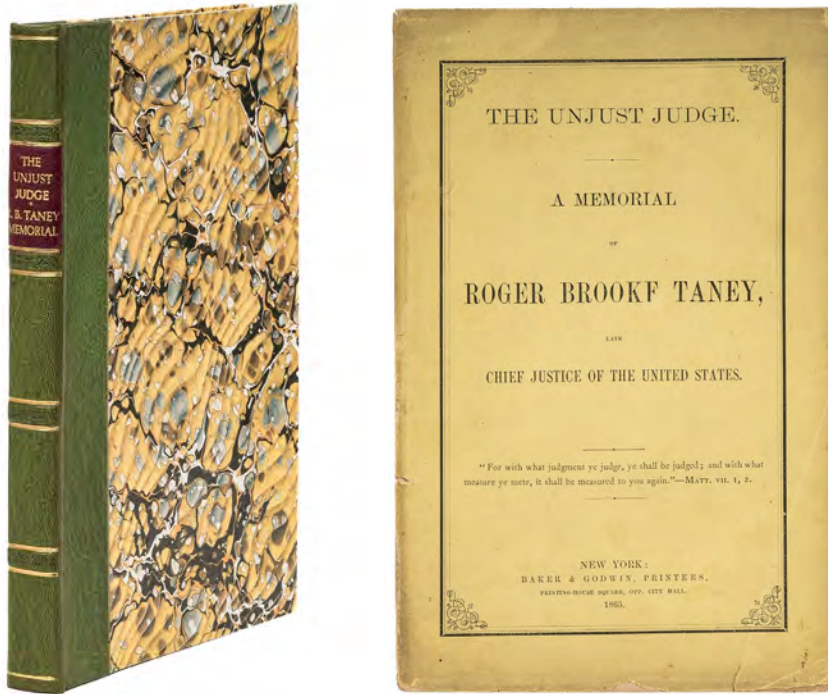 THE
UNJUST
JUDGE
•
R. B. TANEY
MEMORIAL
THE UNJUST JUDGE.
A MEMORIAL
OF
ROGER BROOKF TANEY,
LATE
CHIEF JUSTICE OF THE UNITED STATES.
"For with what judgment ye judge, ye shall be judged; and with what
measure ye mete, it shall be measured to you again."—MATT. VII. 1, 2.
NEW YORK:
BAKER & GODWIN, PRINTERS,
PRINTING-HOUSE SQUARE, OPP. CITY HALL.
1865.